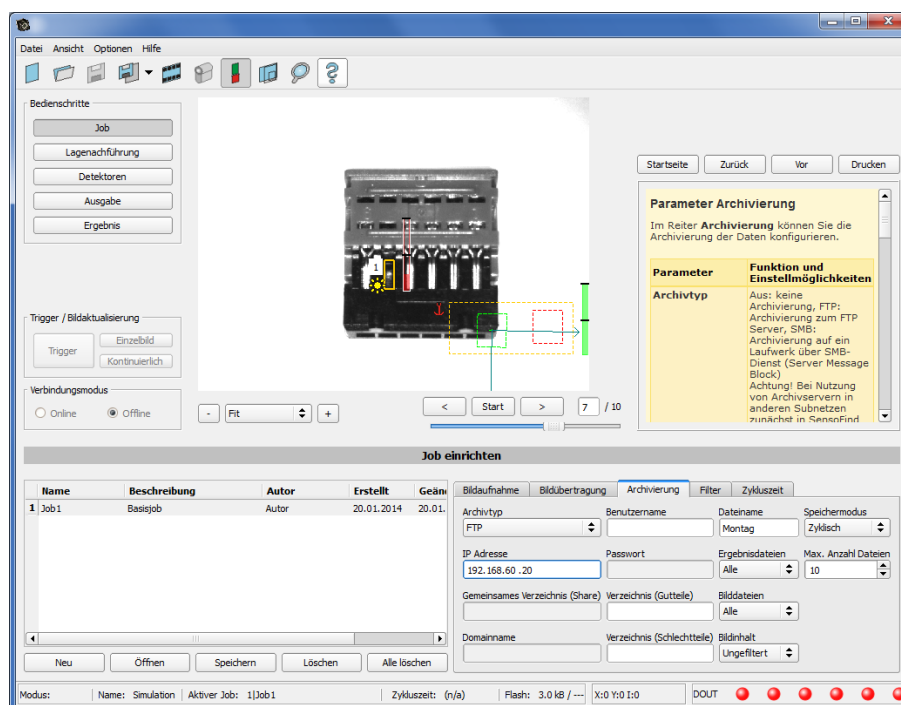 Datei Ansicht Optionen Hilfe
Bedienschritte
Job
Lagenachführung
Detektoren
Ausgabe
Ergebnis
Trigger / Bildaktualisierung
Trigger
Einzelbild
Kontinuierlich
Verbindungsmodus
Online Offline
1
- Fit +
< Start > 7 / 10
Startseite Zurück Vor Drucken
Parameter Archivierung
Im Reiter Archivierung können Sie die
Archivierung der Daten konfigurieren.
Parameter Funktion und
Einstellmöglichkeiten
Archivtyp Aus: keine
Archivierung, FTP:
Archivierung zum FTP
Server, SMB:
Archivierung auf ein
Laufwerk über SMB-
Dienst (Server Message
Block)
Achtung! Bei Nutzung
von Archivservern in
anderen Subnetzen
zunächst in SensoFind
Job einrichten
Name Beschreibung Autor Erstellt Geän
1 Job1 Basisjob Autor 20.01.2014 20.01.
Neu Öffnen Speichern Löschen Alle löschen
Bildaufnahme Bildübertragung Archivierung Filter Zykluszeit
Archivtyp Benutzername Dateiname Speichermodus
FTP Montag Zyklisch
IP Adresse Passwort Ergebnisdateien Max. Anzahl Dateien
192.168.60 .20 Alle 10
Gemeinsames Verzeichnis (Share) Verzeichnis (Gutteile) Bilddateien
Alle
Domainname Verzeichnis (Schlechtteile) Bildinhalt
Ungefiltert
Modus: Name: Simulation Aktiver Job: 1|Job1 Zykluszeit: (n/a) Flash: 3.0 kB / --- X:0 Y:0 I:0 DOUT